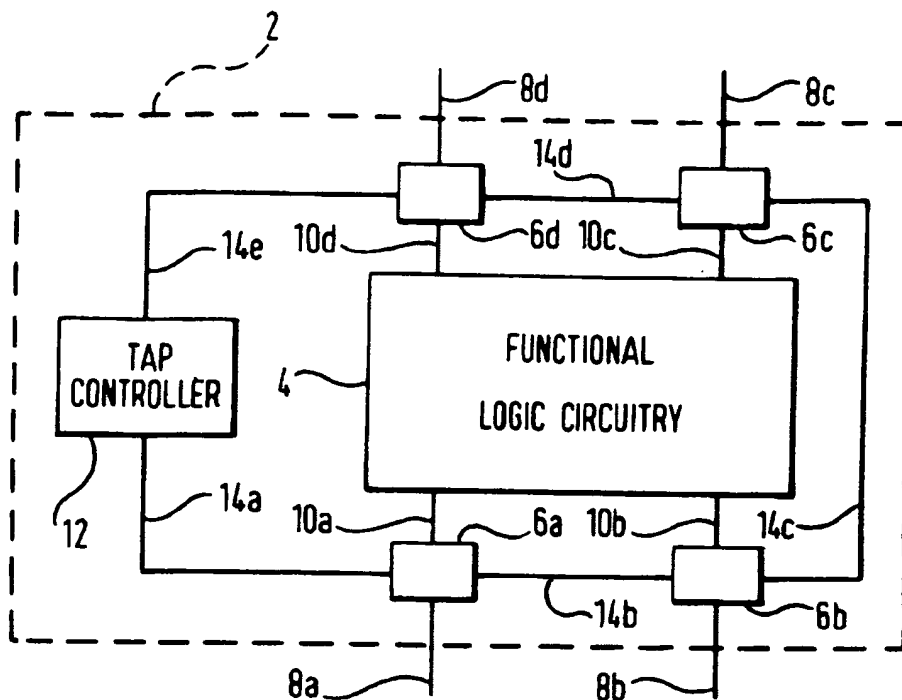 2
8d
8c
14d
10d
6d
10c
6c
14e
TAP
CONTROLLER
FUNCTIONAL
LOGIC CIRCUITRY
4
12
14a
10a
6a
10b
14c
14b
6b
8a
8b